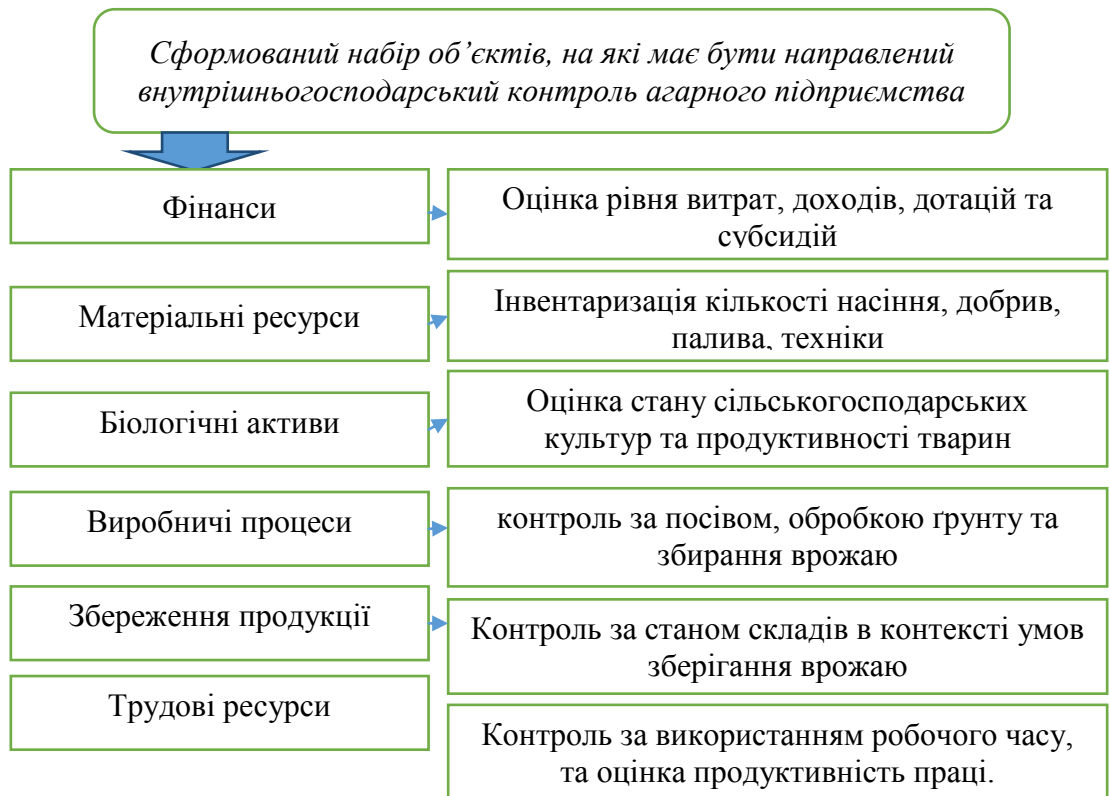 Сформований набір об’єктів, на які має бути направлений
внутрішньогосподарський контроль агарного підприємства
Фінанси
Оцінка рівня витрат, доходів, дотацій та
субсидій
Матеріальні ресурси
Інвентаризація кількості насіння, добрив,
палива, техніки
Біологічні активи
Оцінка стану сільськогосподарських
культур та продуктивності тварин
Виробничі процеси
контроль за посівом, обробкою ґрунту та
збирання врожаю
Збереження продукції
Контроль за станом складів в контексті умов
зберігання врожаю
Трудові ресурси
Контроль за використанням робочого часу,
та оцінка продуктивність праці.